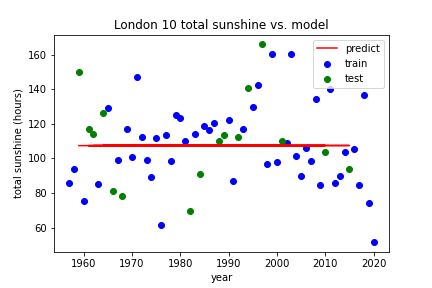 London 10 total sunshine vs. model
predict
train
test
total sunshine (hours)
160
140
120
100
80
60
1960
1970
1980
1990
2000
2010
2020
year